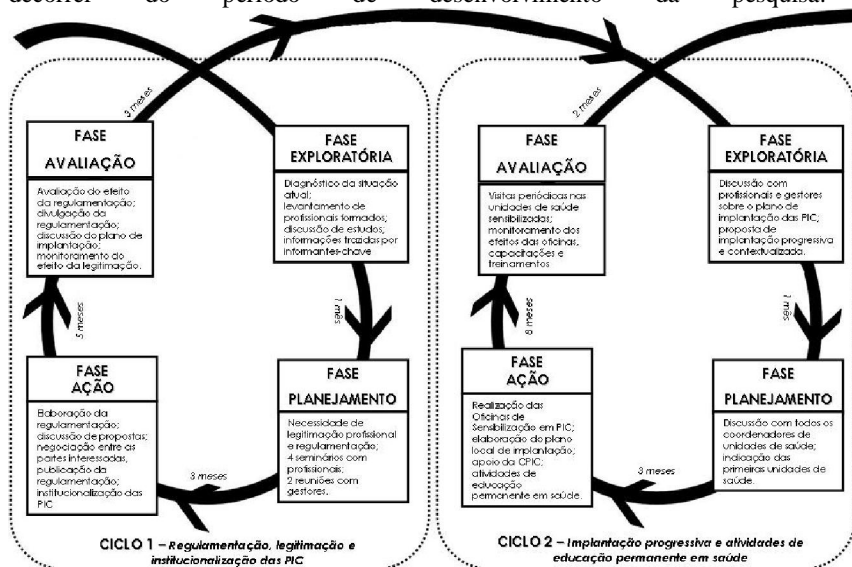 decorrer do período de desenvolvimento da pesquisa.
3 meses
FASE
AVALIAÇÃO
Avaliação do efeito
da regulamentação;
divulgação da
regulamentação;
discussão do plano de
implantação;
monitoramento do
efeito da legitimação.
FASE
EXPLORATÓRIA
Diagnóstico da situação
atual;
levantamento de
profissionais formados;
discussão de estudos;
informações trazidas por
informantes-chave
1 mês
FASE
PLANEJAMENTO
Necessidade de
legitimação profissional
e regulamentação;
4 seminários com
profissionais;
2 reuniões com
gestores.
3 meses
FASE
AÇÃO
Elaboração da
regulamentação;
discussão de propostas;
negociação entre as
partes interessadas,
publicação da
regulamentação;
institucionalização das
PIC
5 meses
CICLO 1 – Regulamentação, legitimação e
institucionalização das PIC
2 meses
FASE
AVALIAÇÃO
Visitas periódicas nas
unidades de saúde
sensibilizadas;
monitoramento dos
efeitos das oficinas,
capacitações e
treinamentos
FASE
EXPLORATÓRIA
Discussão com
profissionais e gestores
sobre o plano de
implantação das PIC;
proposta de
implantação progressiva
e contextualizada.
1 mês
FASE
PLANEJAMENTO
Discussão com todos os
coordenadores de
unidades de saúde;
indicação das
primeiras unidades de
saúde.
3 meses
FASE
AÇÃO
Realização das
Oficinas de
Sensibilização em PIC;
elaboração do plano
local de implantação;
apoio da CPIC;
atividades de
educação
permanente em saúde.
meses
CICLO 2 – Implantação progressiva e atividades de
educação permanente em saúde